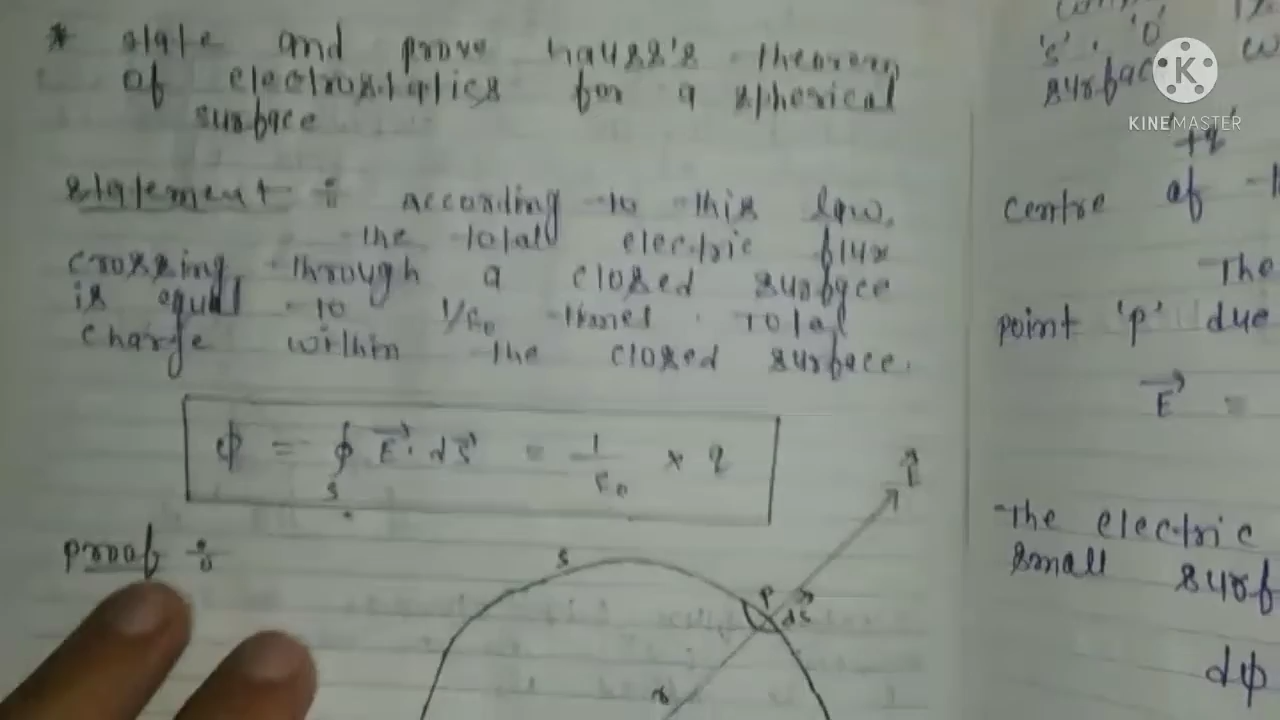 * state and prove Gauss's theorem
of electrostatics for a spherical
surface
statement :- According to this law,
the total electric flux
crossing through a closed surface
is equal to 1/ε₀ times total
charge within the closed surface.
φ = ∮ₛ E⃗ · dS⃗ = 1/ε₀ × q
proof :-
S
E⃗
P
dS⃗
r
's'. 'o'
surface
'+q'
centre of
The
point 'p' due
E⃗ =
The electric
small surf
dφ
K
KINEMASTER